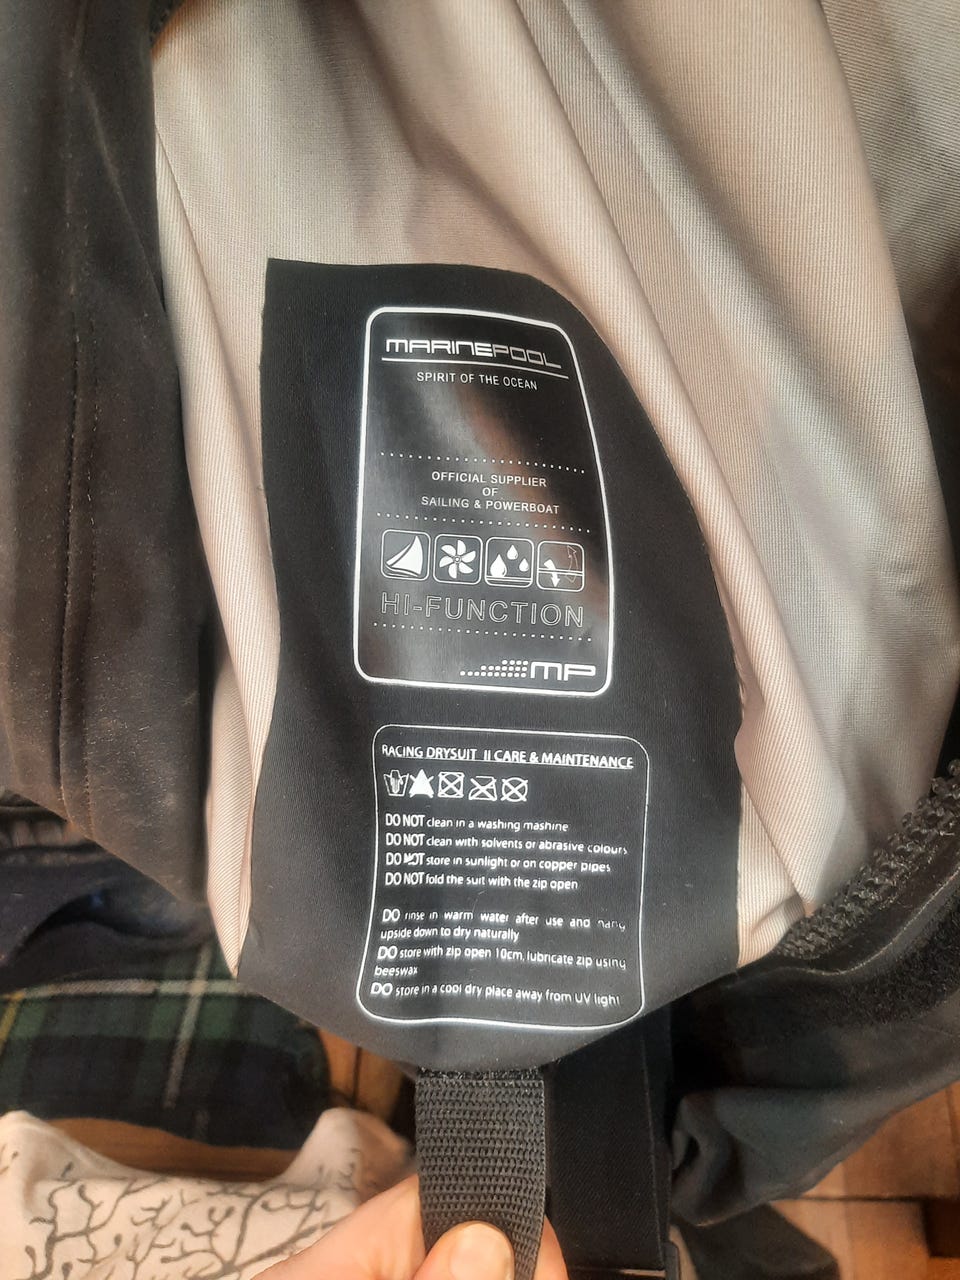 MARINEPOOL
SPIRIT OF THE OCEAN
OFFICIAL SUPPLIER
OF
SAILING & POWERBOAT
HI-FUNCTION
MP
RACING DRYSUIT II CARE & MAINTENANCE
DO NOT clean in a washing mashine
DO NOT clean with solvents or abrasive colours
DO NOT store in sunlight or on copper pipes
DO NOT fold the suit with the zip open
DO rinse in warm water after use and hang
upside down to dry naturally
DO store with zip open 10cm, lubricate zip using
beeswax
DO store in a cool dry place away from UV light